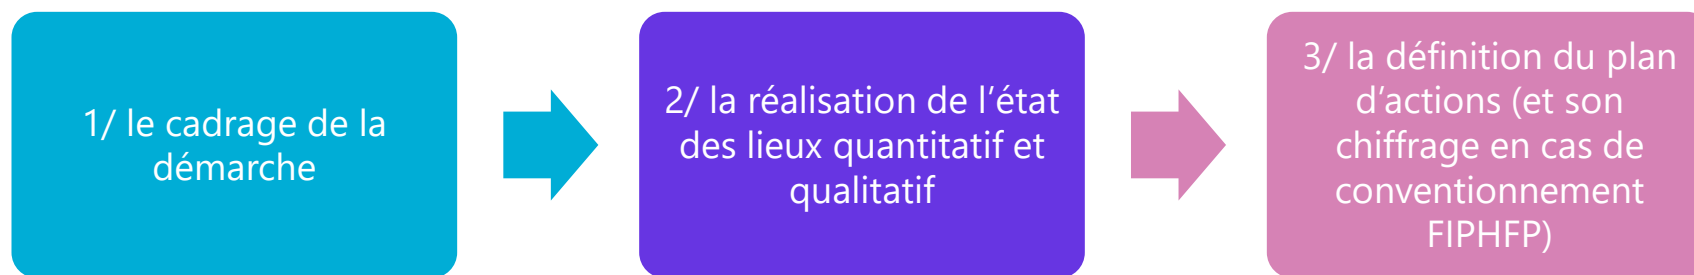 1/ le cadrage de la
démarche
2/ la réalisation de l’état
des lieux quantitatif et
qualitatif
3/ la définition du plan
d’actions (et son
chiffrage en cas de
conventionnement
FIPHFP)